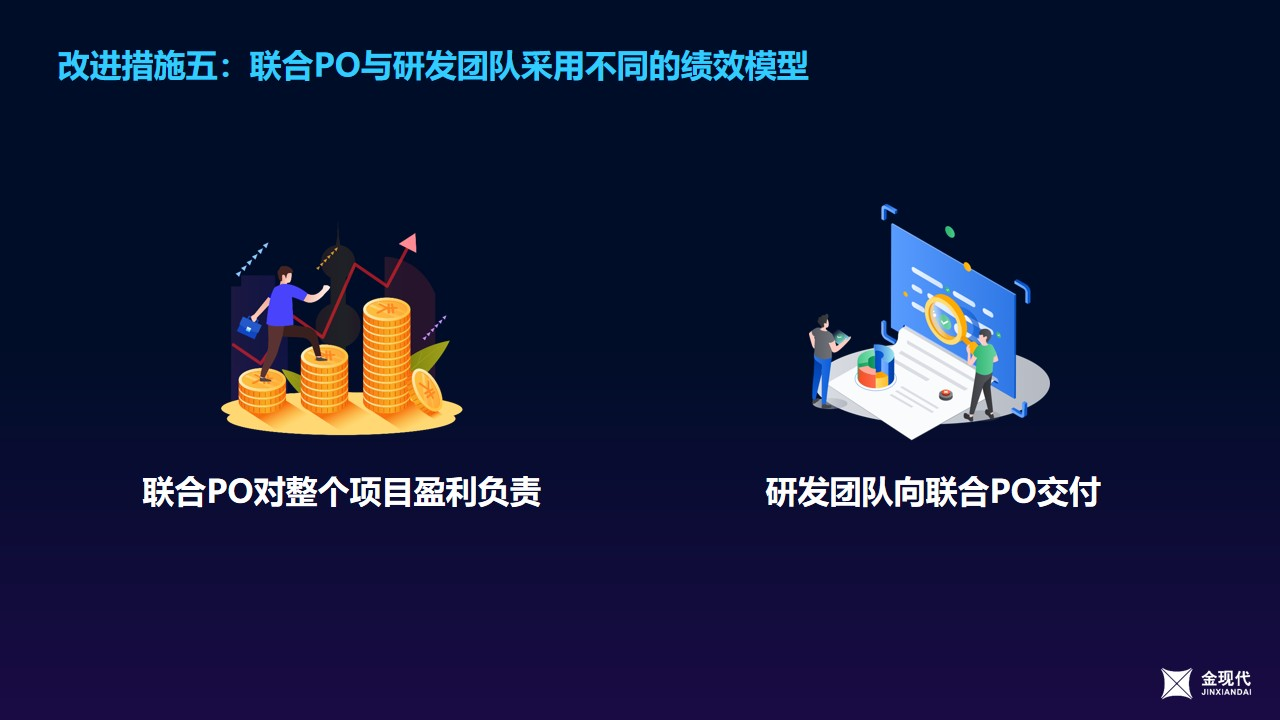 改进措施五：联合PO与研发团队采用不同的绩效模型
联合PO对整个项目盈利负责
研发团队向联合PO交付
金现代
JINXIANDAI